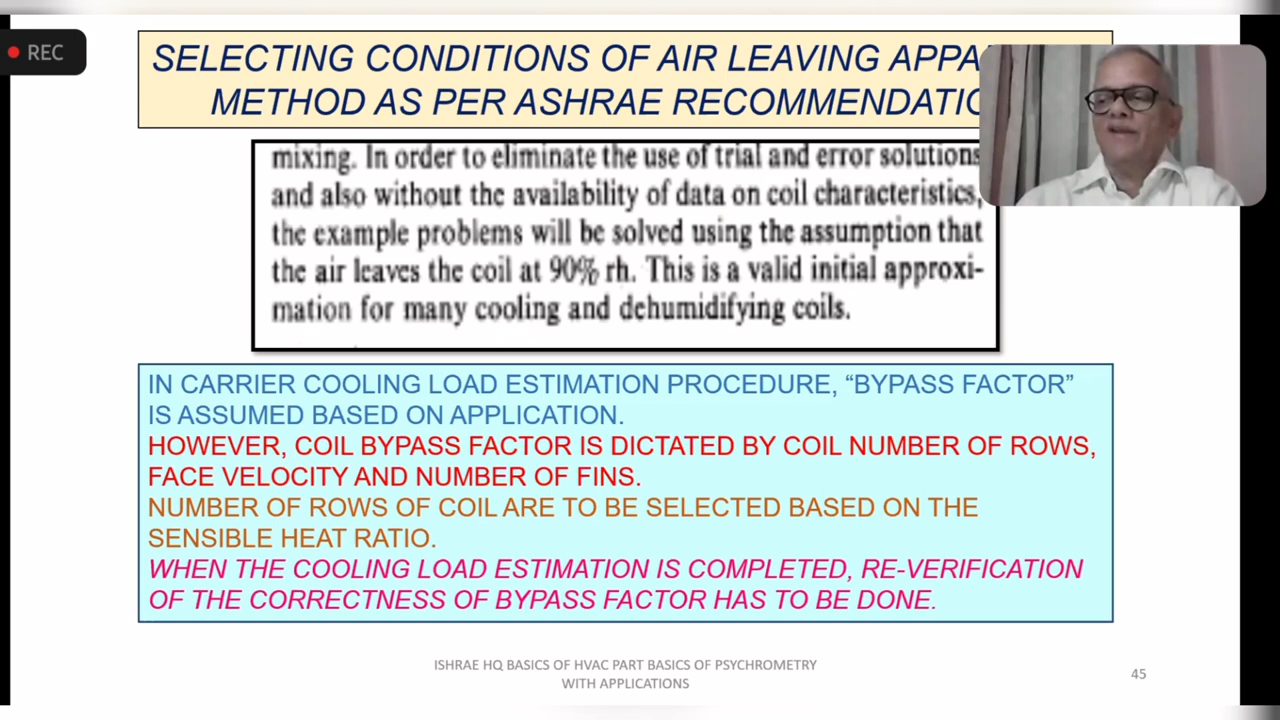 REC
SELECTING CONDITIONS OF AIR LEAVING
METHOD AS PER ASHRAE
mixing. In order to eliminate the use of trial and error solutions
and also without the availability of data on coil characteristics,
the example problems will be solved using the assumption that
the air leaves the coil at 90% rh. This is a valid initial approxi-
mation for many cooling and dehumidifying coils.
IN CARRIER COOLING LOAD ESTIMATION PROCEDURE, “BYPASS FACTOR”
IS ASSUMED BASED ON APPLICATION.
HOWEVER, COIL BYPASS FACTOR IS DICTATED BY COIL NUMBER OF ROWS,
FACE VELOCITY AND NUMBER OF FINS.
NUMBER OF ROWS OF COIL ARE TO BE SELECTED BASED ON THE
SENSIBLE HEAT RATIO.
WHEN THE COOLING LOAD ESTIMATION IS COMPLETED, RE-VERIFICATION
OF THE CORRECTNESS OF BYPASS FACTOR HAS TO BE DONE.
ISHRAE HQ BASICS OF HVAC PART BASICS OF PSYCHROMETRY
WITH APPLICATIONS
45